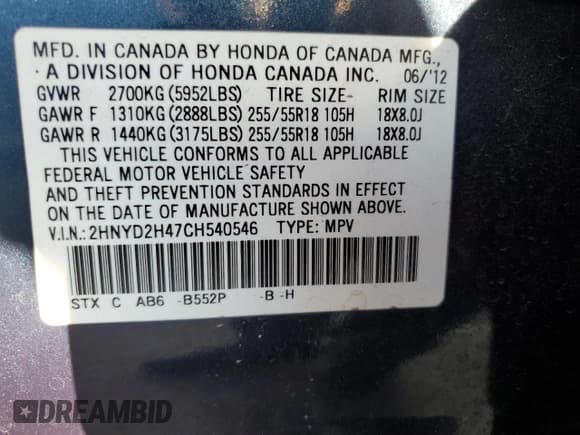 MFD. IN CANADA BY HONDA OF CANADA MFG.,
A DIVISION OF HONDA CANADA INC. 06/'12
GVWR 2700KG (5952LBS) TIRE SIZE- RIM SIZE
GAWR F 1310KG (2888LBS) 255/55R18 105H 18X8.0J
GAWR R 1440KG (3175LBS) 255/55R18 105H 18X8.0J
THIS VEHICLE CONFORMS TO ALL APPLICABLE
FEDERAL MOTOR VEHICLE SAFETY
AND THEFT PREVENTION STANDARDS IN EFFECT
ON THE DATE OF MANUFACTURE SHOWN ABOVE.
V.I.N.: 2HNYD2H47CH540546 TYPE: MPV
STX C AB6 -B552P -B -H
DREAMBID